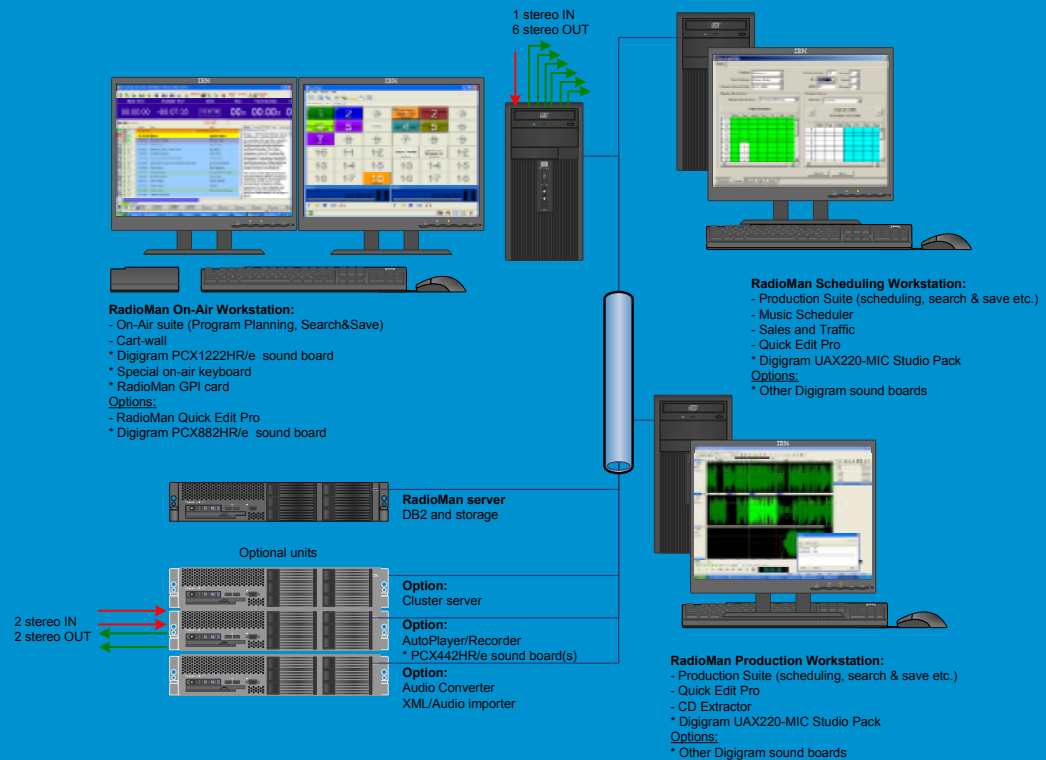 1 stereo IN
6 stereo OUT
IBM
IBM
IBM
RadioMan On-Air Workstation:
- On-Air suite (Program Planning, Search&Save)
- Cart-wall
* Digigram PCX1222HR/e sound board
* Special on-air keyboard
* RadioMan GPI card
Options:
- RadioMan Quick Edit Pro
* Digigram PCX882HR/e sound board
RadioMan Scheduling Workstation:
- Production Suite (scheduling, search & save etc.)
- Music Scheduler
- Sales and Traffic
- Quick Edit Pro
* Digigram UAX220-MIC Studio Pack
Options:
* Other Digigram sound boards
IBM
RadioMan server
DB2 and storage
Optional units
Option:
Cluster server
2 stereo IN
2 stereo OUT
Option:
AutoPlayer/Recorder
* PCX442HR/e sound board(s)
Option:
Audio Converter
XML/Audio importer
RadioMan Production Workstation:
- Production Suite (scheduling, search & save etc.)
- Quick Edit Pro
- CD Extractor
* Digigram UAX220-MIC Studio Pack
Options:
* Other Digigram sound boards